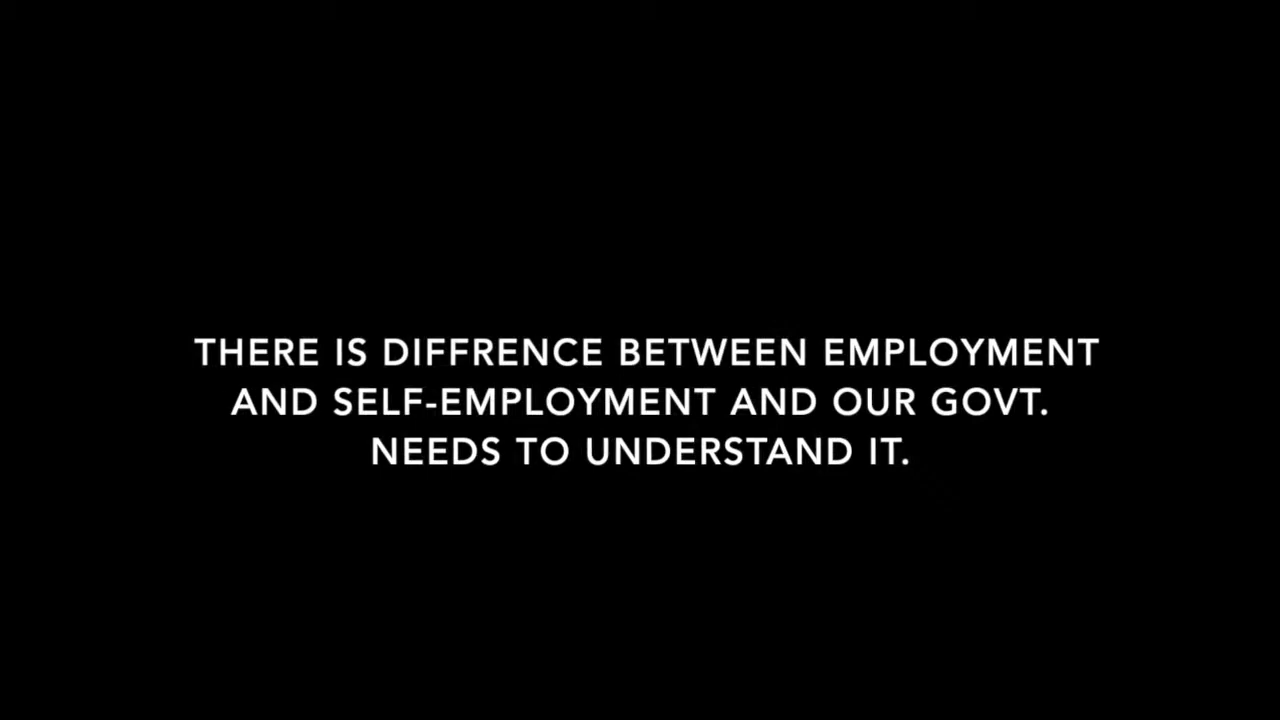 THERE IS DIFFRENCE BETWEEN EMPLOYMENT
AND SELF-EMPLOYMENT AND OUR GOVT.
NEEDS TO UNDERSTAND IT.